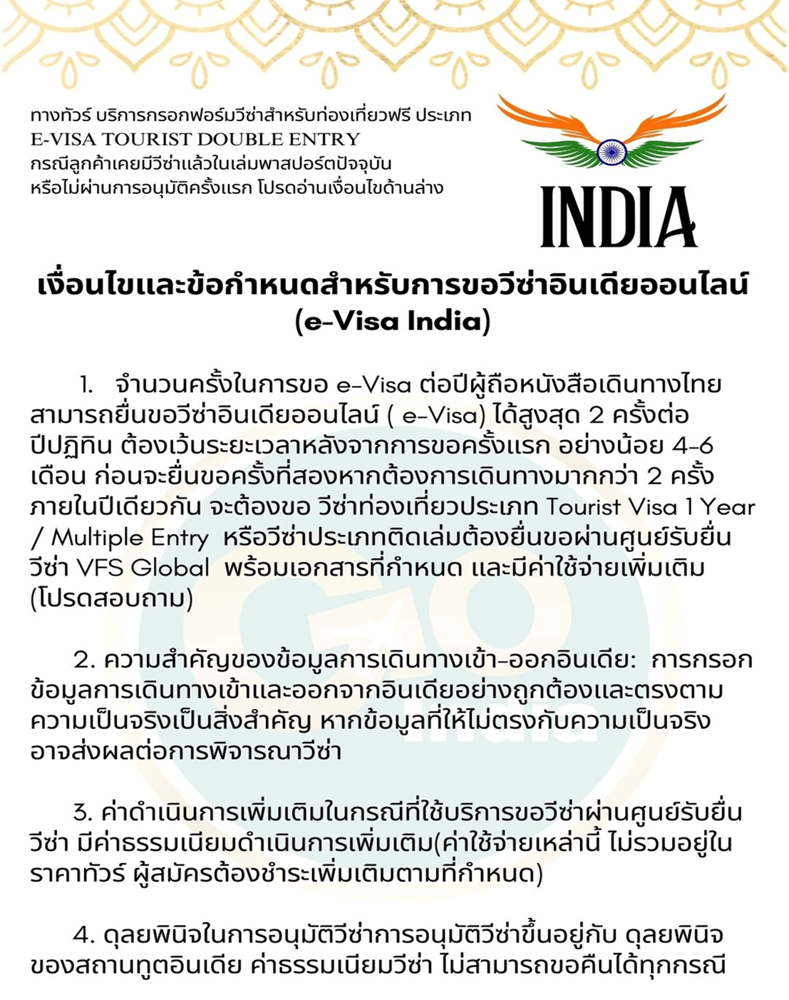 ทางทัวร์ บริการกรอกฟอร์มวีซ่าสำหรับท่องเที่ยวฟรี ประเภท
E-VISA TOURIST DOUBLE ENTRY
กรณีลูกค้าเคยมีวีซ่าแล้วในเล่มพาสปอร์ตปัจจุบัน
หรือไม่ผ่านการอนุมัติครั้งแรก โปรดอ่านเงื่อนไขด้านล่าง
INDIA
เงื่อนไขและข้อกำหนดสำหรับการขอวีซ่าอินเดียออนไลน์
(e-Visa India)
1. จำนวนครั้งในการขอ e-Visa ต่อปีผู้ถือหนังสือเดินทางไทย
สามารถยื่นขอวีซ่าอินเดียออนไลน์ ( e-Visa) ได้สูงสุด 2 ครั้งต่อ
ปีปฏิทิน ต้องเว้นระยะเวลาหลังจากการขอครั้งแรก อย่างน้อย 4-6
เดือน ก่อนจะยื่นขอครั้งที่สองหากต้องการเดินทางมากกว่า 2 ครั้ง
ภายในปีเดียวกัน จะต้องขอ วีซ่าท่องเที่ยวประเภท Tourist Visa 1 Year
/ Multiple Entry หรือวีซ่าประเภทติดเล่มต้องยื่นขอผ่านศูนย์รับยื่น
วีซ่า VFS Global พร้อมเอกสารที่กำหนด และมีค่าใช้จ่ายเพิ่มเติม
(โปรดสอบถาม)
2. ความสำคัญของข้อมูลการเดินทางเข้า-ออกอินเดีย: การกรอก
ข้อมูลการเดินทางเข้าและออกจากอินเดียอย่างถูกต้องและตรงตาม
ความเป็นจริงเป็นสิ่งสำคัญ หากข้อมูลที่ให้ไม่ตรงกับความเป็นจริง
อาจส่งผลต่อการพิจารณาวีซ่า
3. ค่าดำเนินการเพิ่มเติมในกรณีที่ใช้บริการขอวีซ่าผ่านศูนย์รับยื่น
วีซ่า มีค่าธรรมเนียมดำเนินการเพิ่มเติม(ค่าใช้จ่ายเหล่านี้ ไม่รวมอยู่ใน
ราคาทัวร์ ผู้สมัครต้องชำระเพิ่มเติมตามที่กำหนด)
4. ดุลยพินิจในการอนุมัติวีซ่าการอนุมัติวีซ่าขึ้นอยู่กับ ดุลยพินิจ
ของสถานทูตอินเดีย ค่าธรรมเนียมวีซ่า ไม่สามารถขอคืนได้ทุกกรณี
Go
India